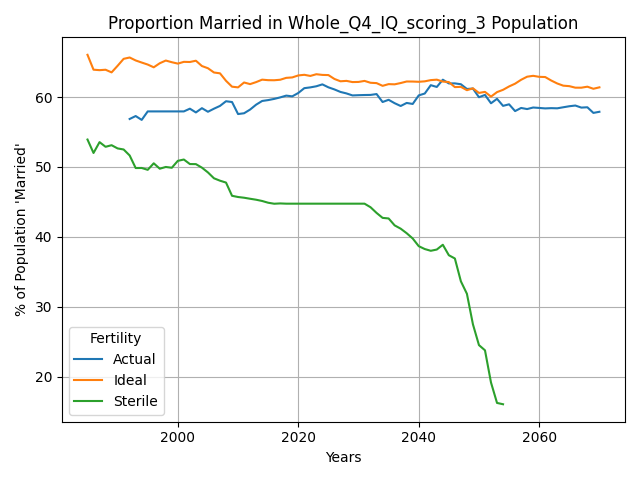 Proportion Married in Whole_Q4_IQ_scoring_3 Population
% of Population 'Married'
60
50
40
30
20
Fertility
Actual
Ideal
Sterile
2000
2020
2040
2060
Years